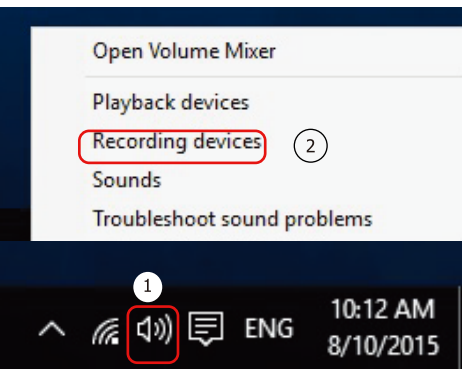 Open Volume Mixer
Playback devices
Recording devices
2
Sounds
Troubleshoot sound problems
1
ENG
10:12 AM
8/10/2015